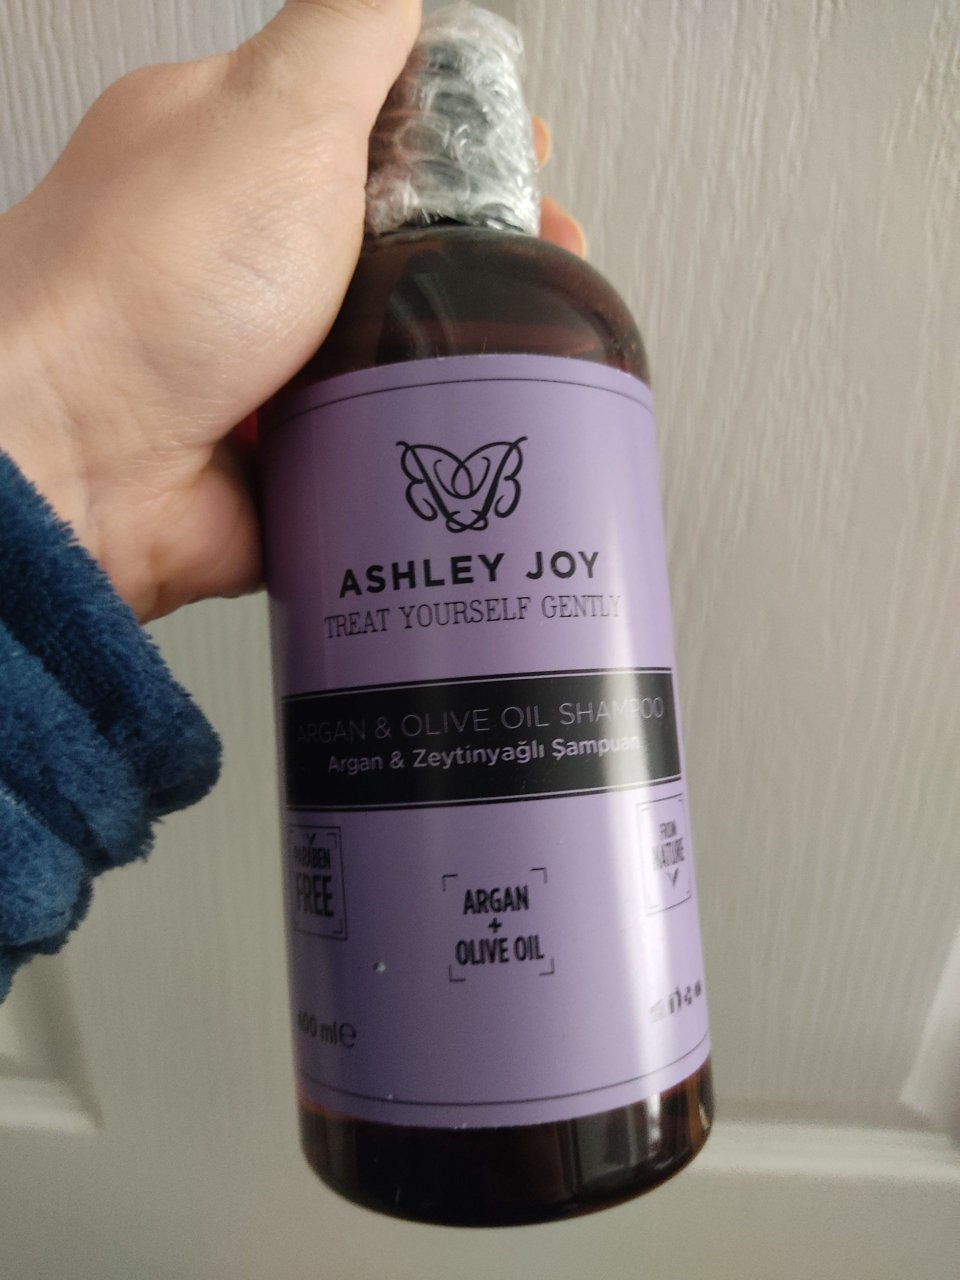 ASHLEY JOY
TREAT YOURSELF GENTLY
ARGAN & OLIVE OIL SHAMPOO
Argan & Zeytinyağlı Şampuan
PARABEN
FREE
FROM
NATURE
ARGAN
+
OLIVE OIL
400 ml℮